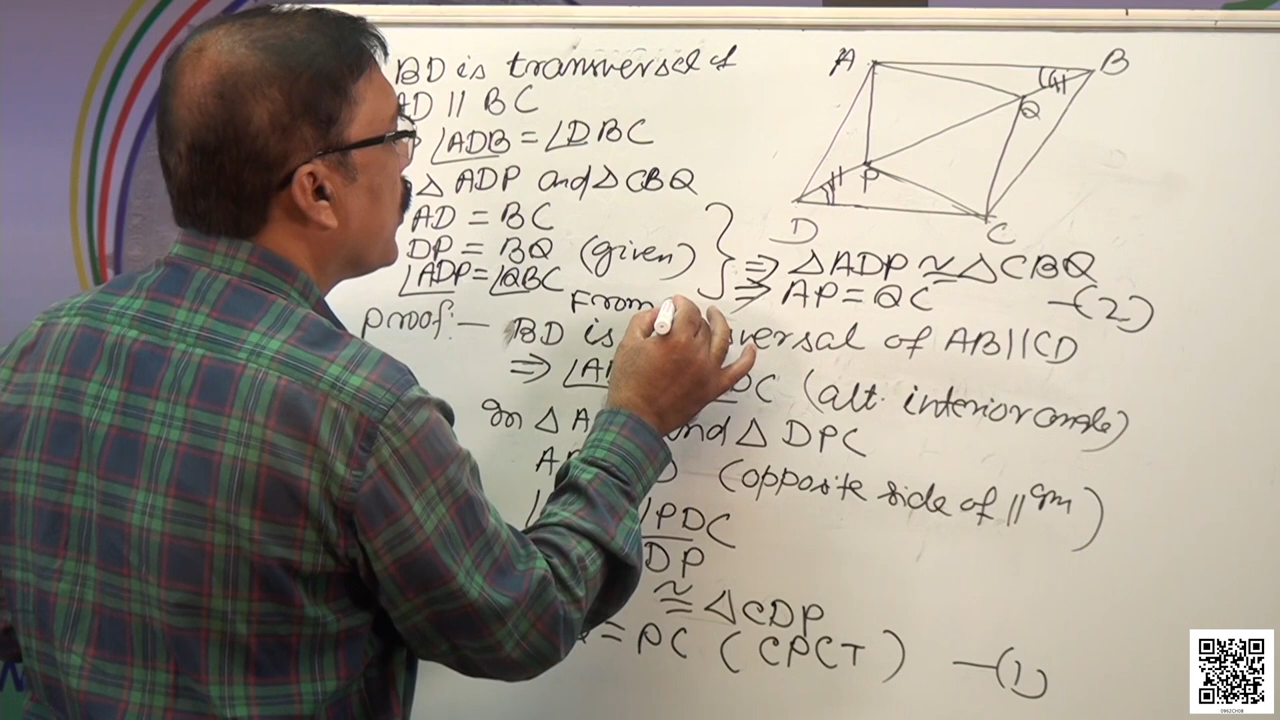 BD is transversal of
AD || BC
⇒ ∠ADB = ∠DBC
△ ADP and △ CBQ
AD = BC
DP = BQ (given)
∠ADP = ∠QBC
⇒ △ADP ≅ △CBQ
⇒ AP = QC —(2)
From
Proof:— BD is versal of AB||CD
⇒ ∠A DC (alt. interior angle)
In △ A and △ DPC
A (opposite side of ||gm)
∠PDC
DP
≅ △CDP
= PC (CPCT) —(1)
A
B
Q
P
D
C
0962CH08